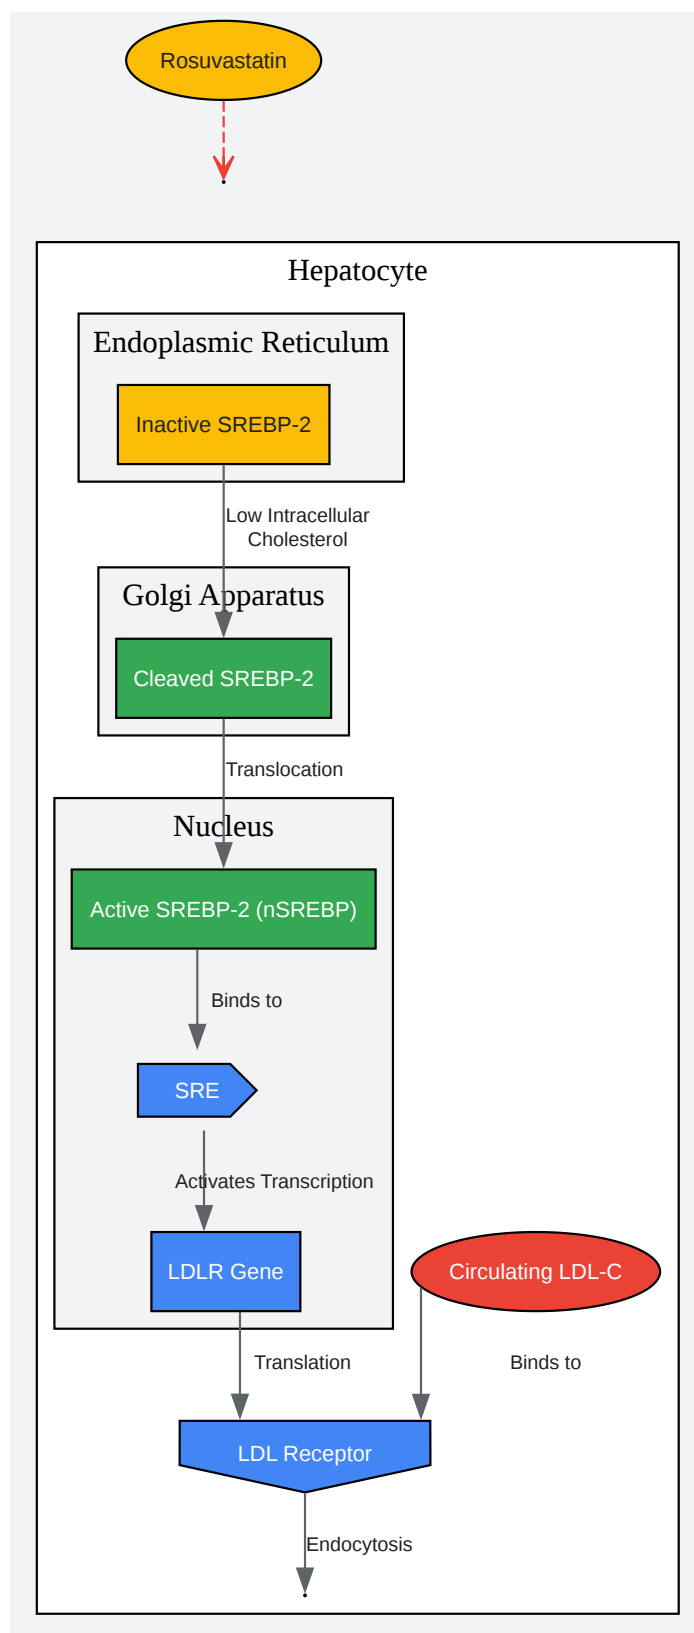 Rosuvastatin
Hepatocyte
Endoplasmic Reticulum
Inactive SREBP-2
Low Intracellular
Cholesterol
Golgi Apparatus
Cleaved SREBP-2
Translocation
Nucleus
Active SREBP-2 (nSREBP)
Binds to
SRE
Activates Transcription
LDLR Gene
Circulating LDL-C
Translation
Binds to
LDL Receptor
Endocytosis